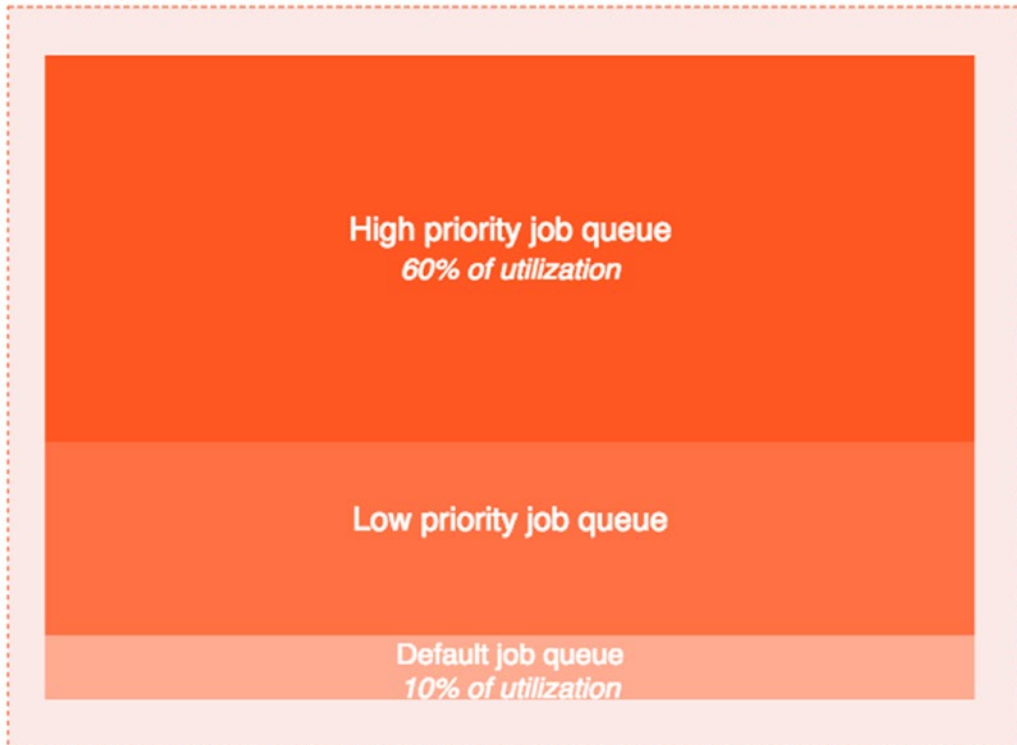 High priority job queue
60% of utilization
Low priority job queue
Default job queue
10% of utilization